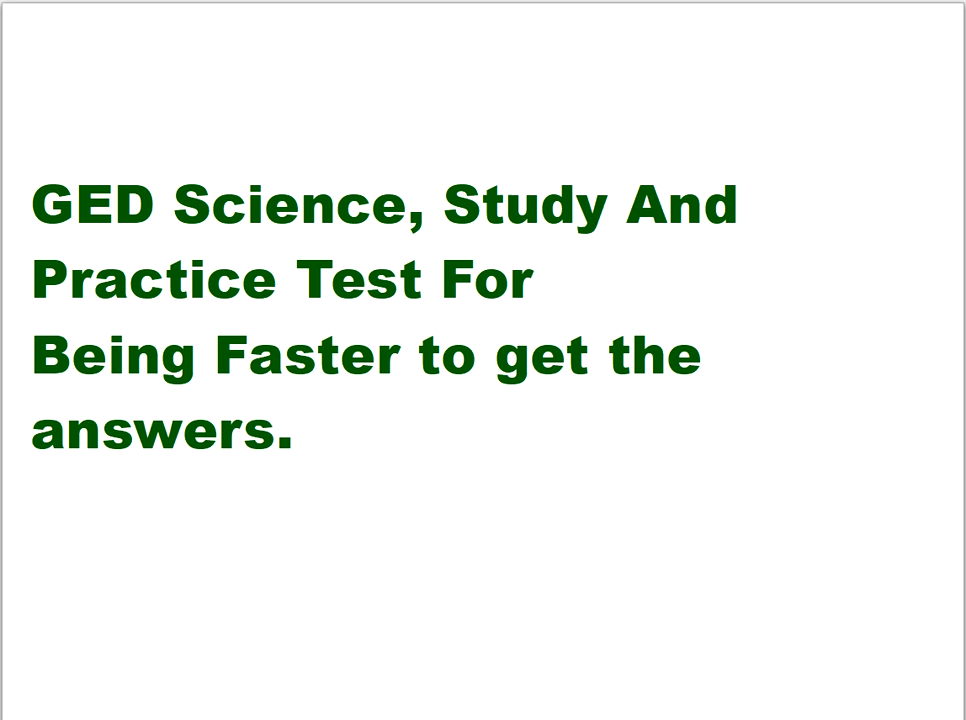 GED Science, Study And
Practice Test For
Being Faster to get the
answers.